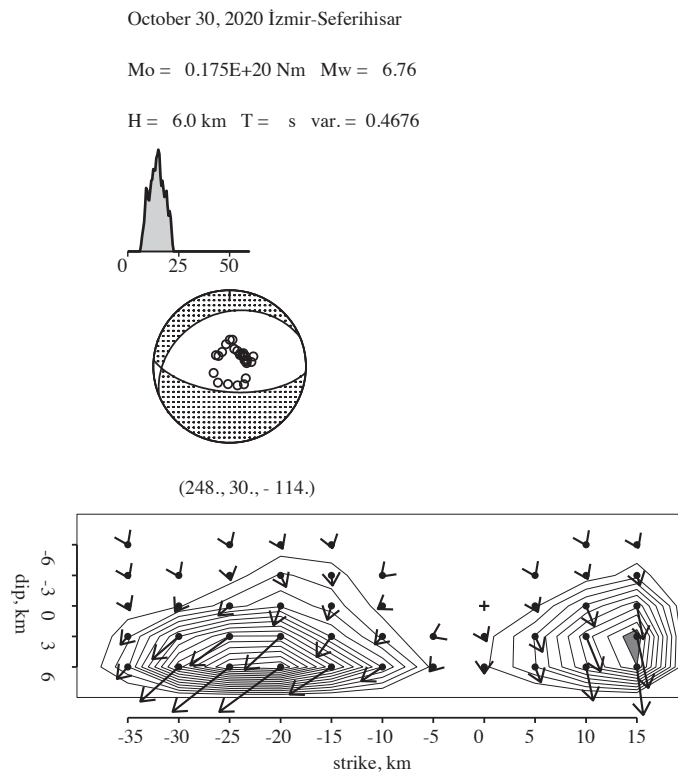 October 30, 2020 İzmir-Seferihisar
Mo = 0.175E+20 Nm Mw = 6.76
H = 6.0 km T = s var. = 0.4676
0 25 50
(248., 30., - 114.)
-6
-3
0
3
6
dip, km
-35 -30 -25 -20 -15 -10 -5 0 5 10 15
strike, km